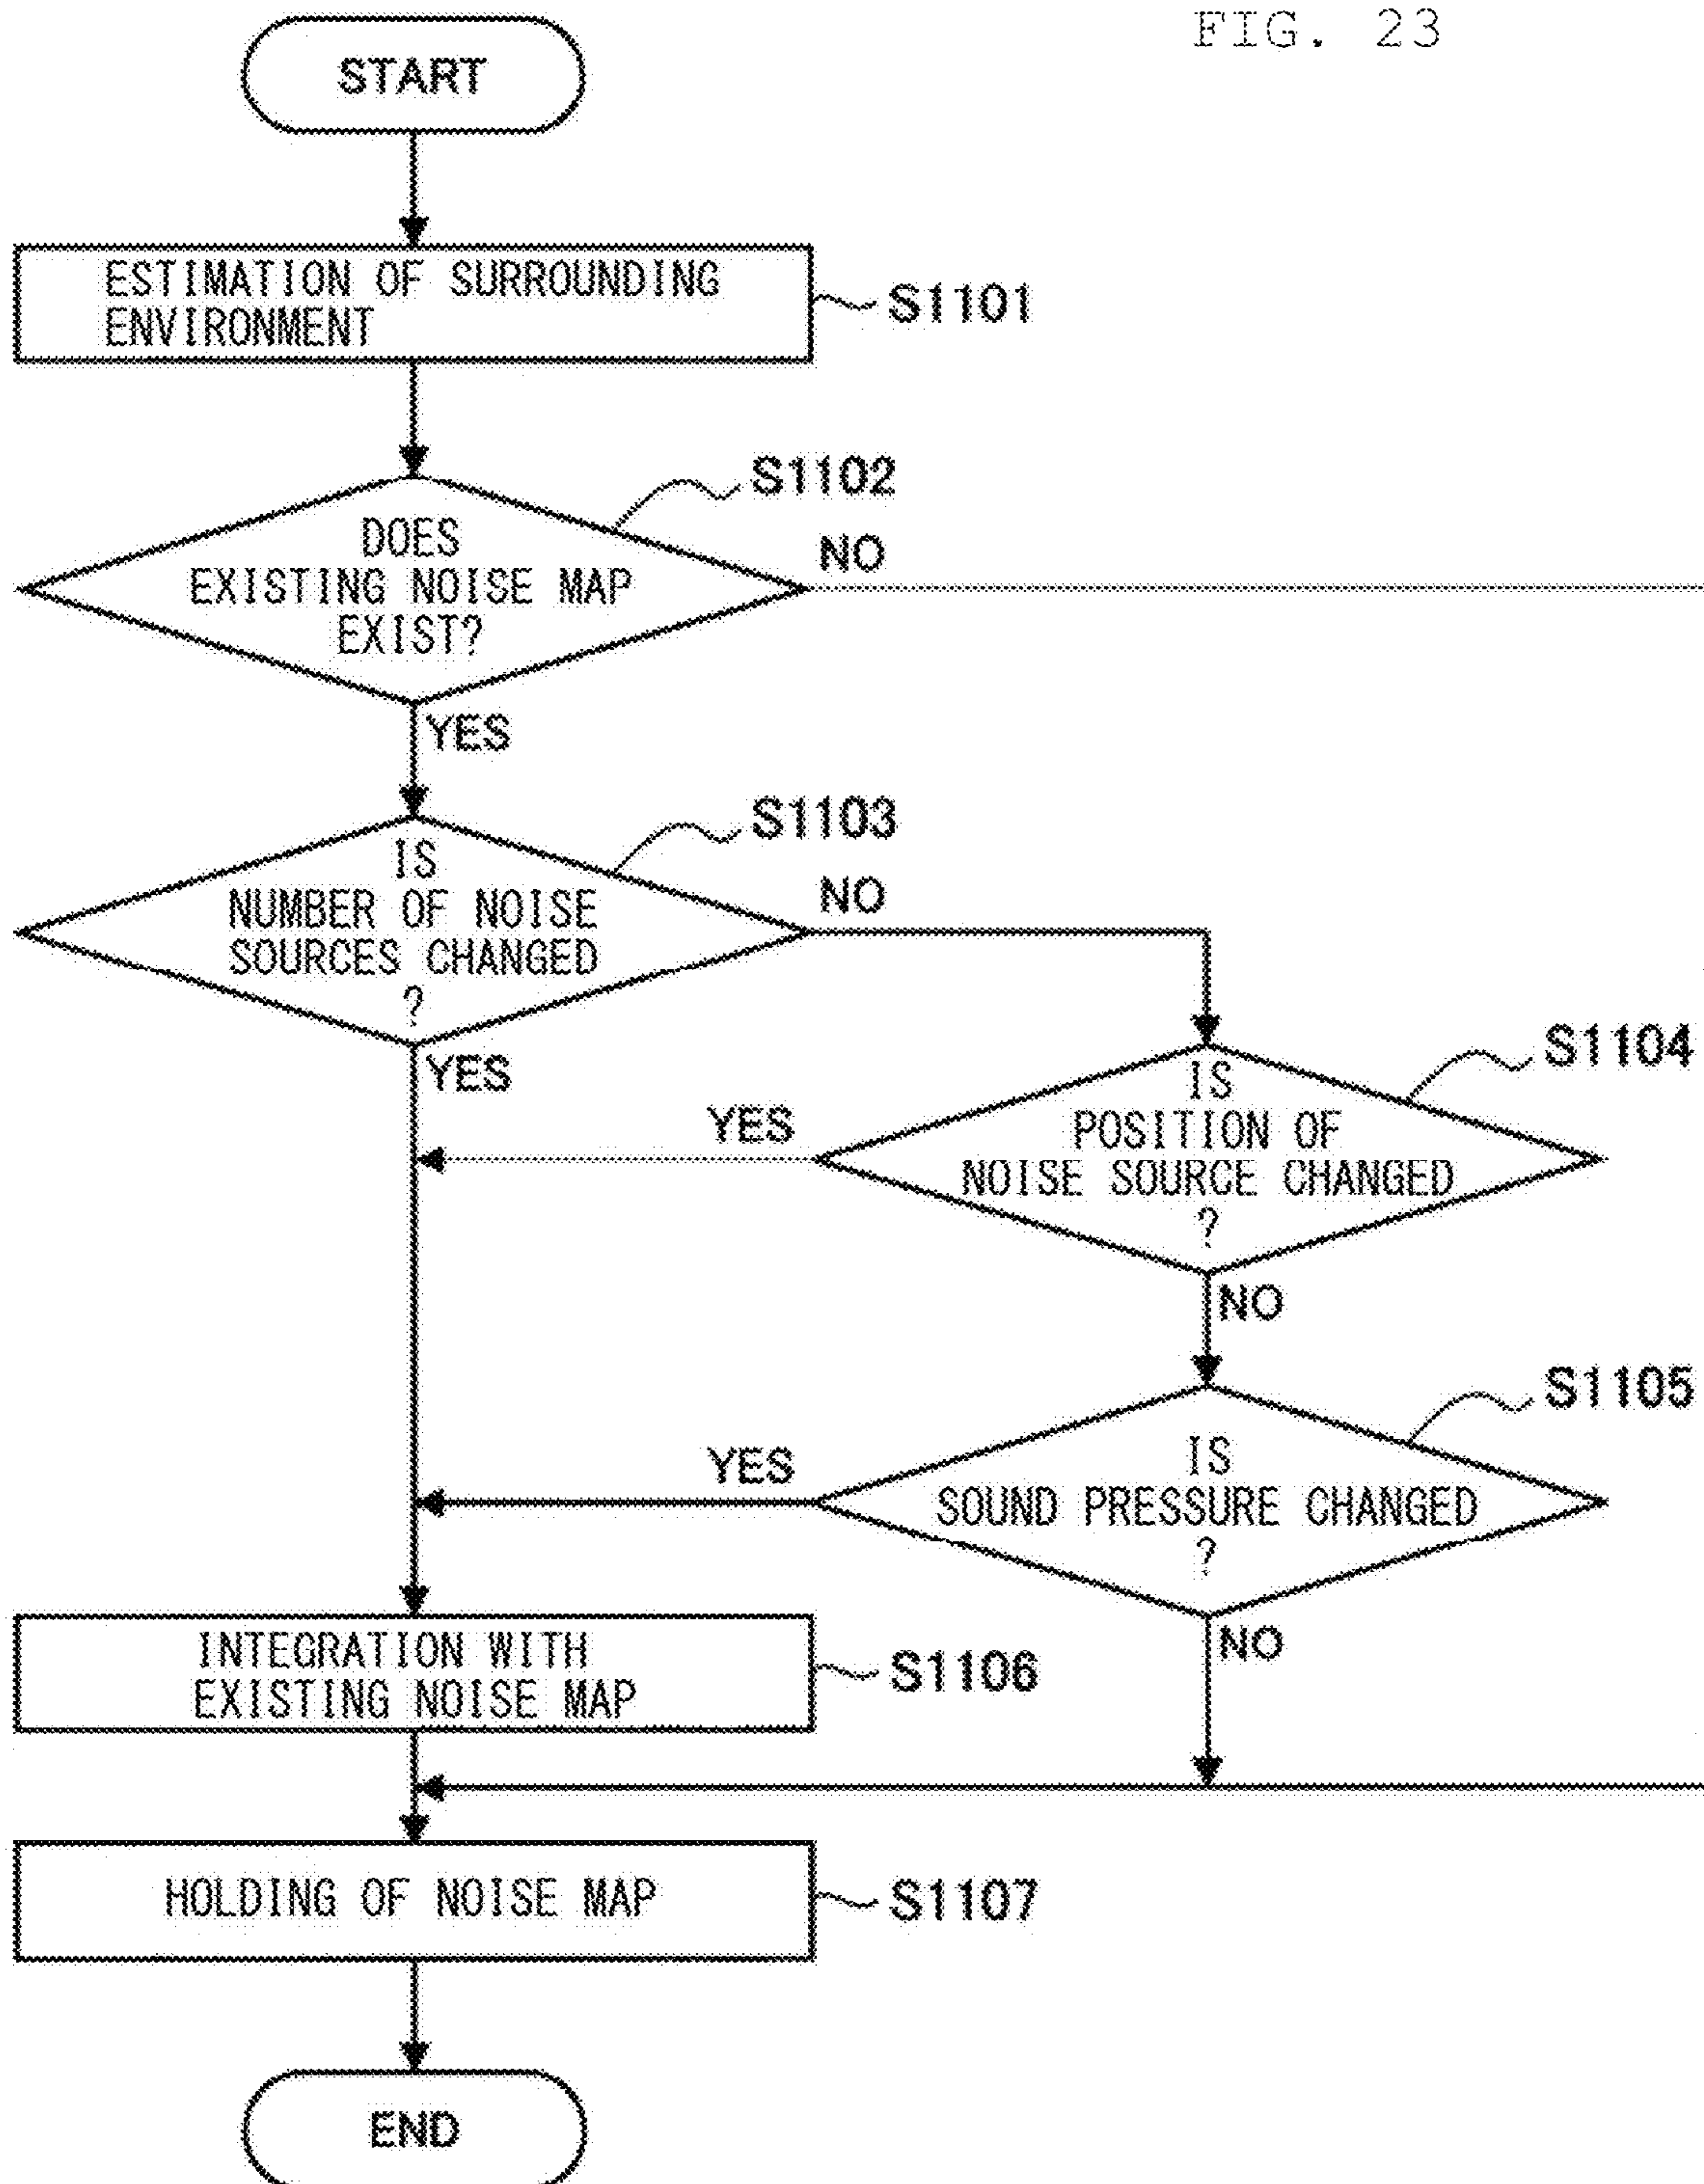 FIG. 23
START
ESTIMATION OF SURROUNDING
ENVIRONMENT
S1101
S1102
DOES
EXISTING NOISE MAP
EXIST?
NO
YES
S1103
IS
NUMBER OF NOISE
SOURCES CHANGED
?
NO
YES
S1104
IS
POSITION OF
NOISE SOURCE CHANGED
?
YES
NO
S1105
IS
SOUND PRESSURE CHANGED
?
YES
NO
INTEGRATION WITH
EXISTING NOISE MAP
S1106
HOLDING OF NOISE MAP
S1107
END